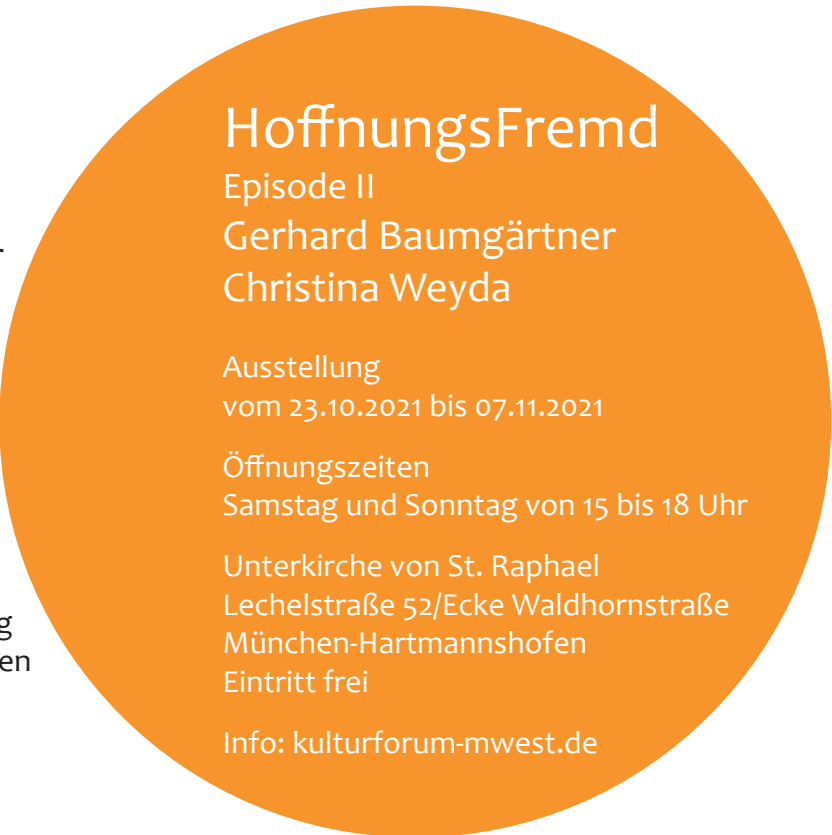 HoffnungsFremd
Episode II
Gerhard Baumgärtner
Christina Weyda
Ausstellung
vom 23.10.2021 bis 07.11.2021
Öffnungszeiten
Samstag und Sonntag von 15 bis 18 Uhr
Unterkirche von St. Raphael
Lechelstraße 52/Ecke Waldhornstraße
München-Hartmannshofen
Eintritt frei
Info: kulturforum-mwest.de